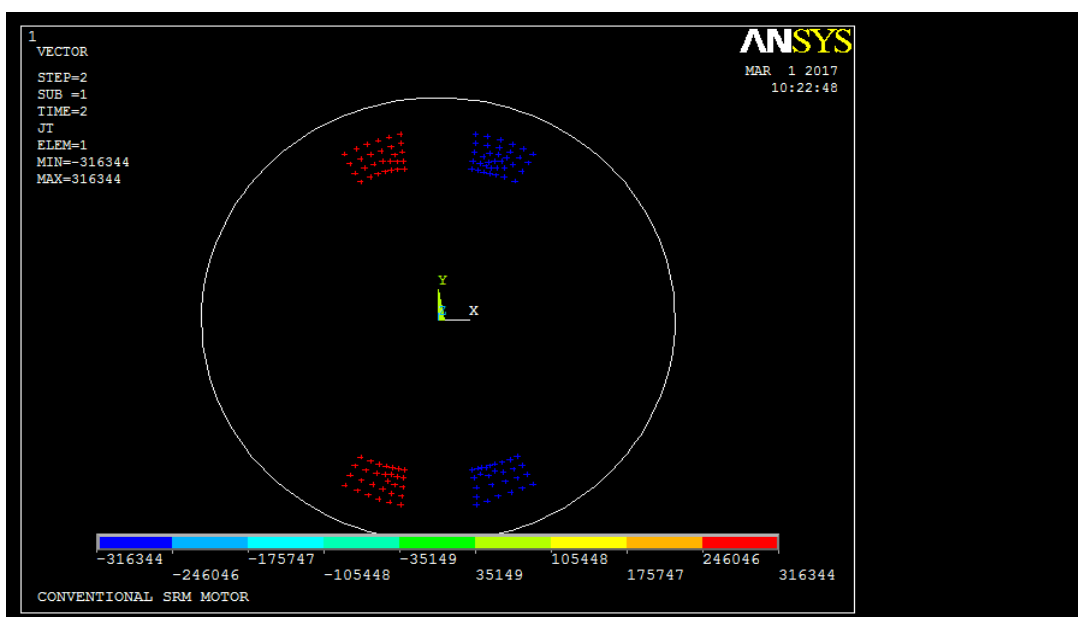 1
ANSYS
VECTOR
MAR 1 2017
10:22:48
STEP=2
SUB =1
TIME=2
JT
ELEM=1
MIN=-316344
MAX=316344
Y
X
-316344 -175747 -35149 105448 246046
-246046 -105448 35149 175747 316344
CONVENTIONAL SRM MOTOR